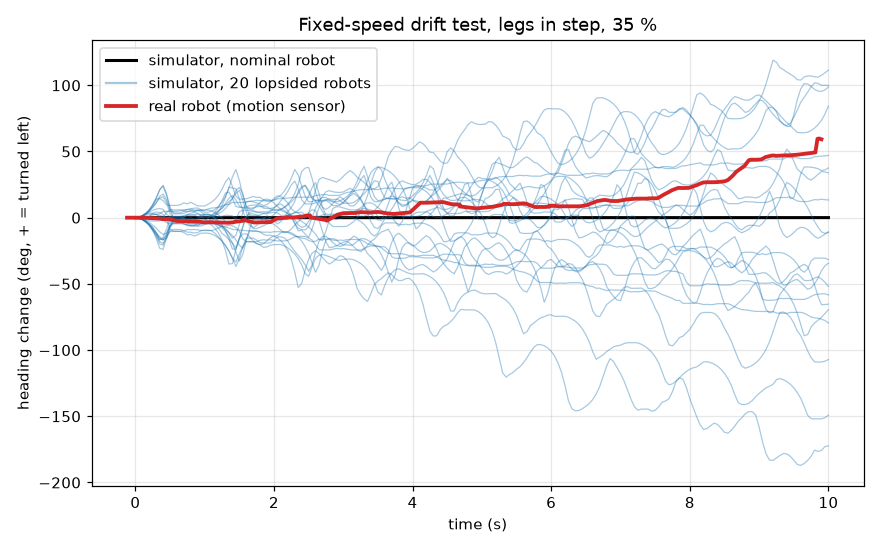 Fixed-speed drift test, legs in step, 35 %
simulator, nominal robot
simulator, 20 lopsided robots
real robot (motion sensor)
heading change (deg, + = turned left)
100
50
0
−50
−100
−150
−200
0
2
4
6
8
10
time (s)